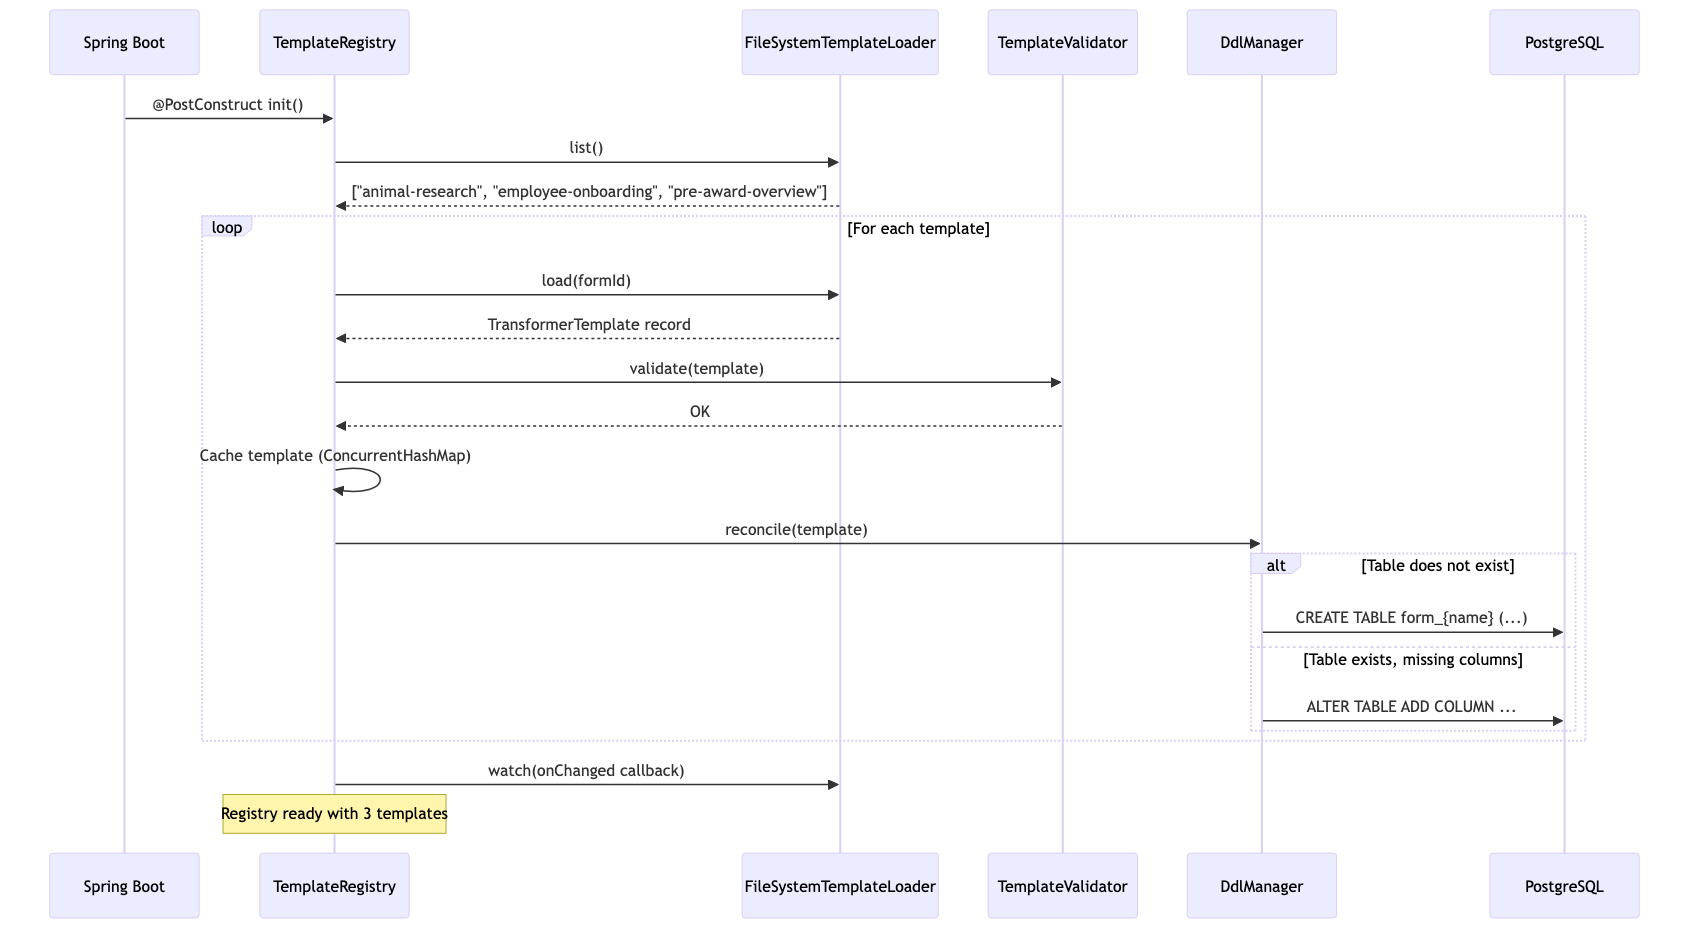 Spring Boot
TemplateRegistry
FileSystemTemplateLoader
TemplateValidator
DdlManager
PostgreSQL
@PostConstruct init()
list()
["animal-research", "employee-onboarding", "pre-award-overview"]
loop
[For each template]
load(formId)
TransformerTemplate record
validate(template)
OK
Cache template (ConcurrentHashMap)
reconcile(template)
alt
[Table does not exist]
CREATE TABLE form_{name} (...)
[Table exists, missing columns]
ALTER TABLE ADD COLUMN ...
watch(onChanged callback)
Registry ready with 3 templates
Spring Boot
TemplateRegistry
FileSystemTemplateLoader
TemplateValidator
DdlManager
PostgreSQL